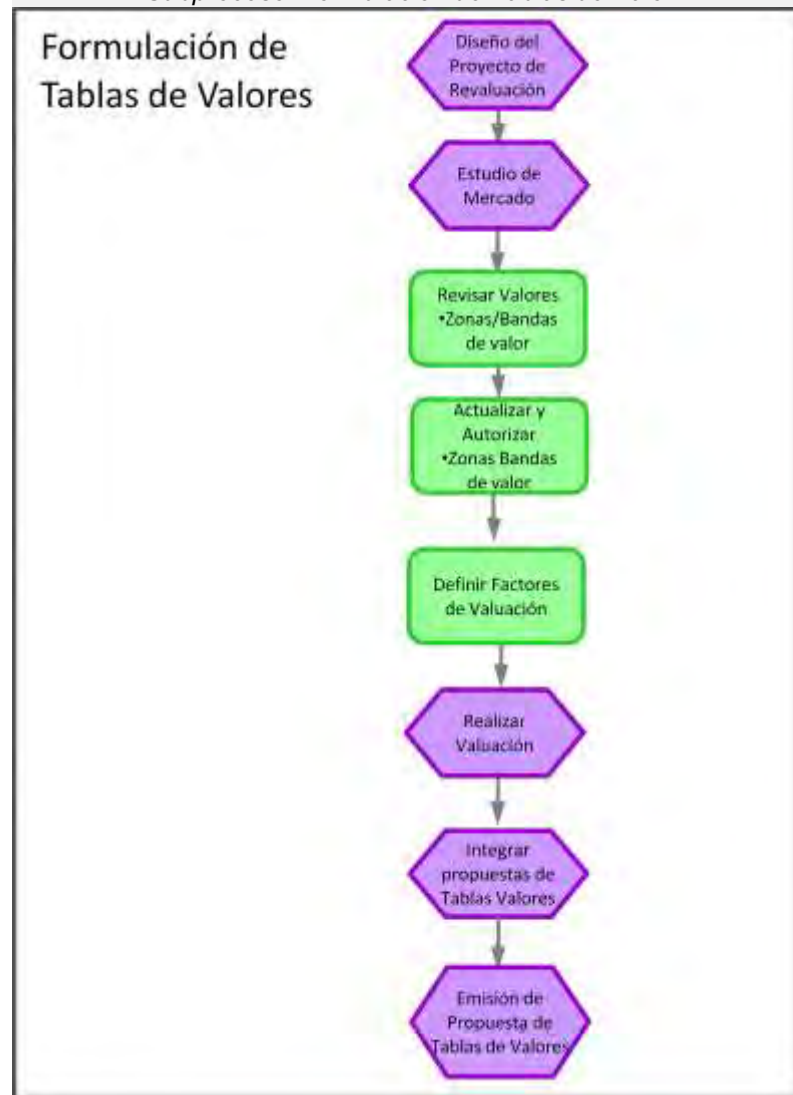 Formulación de
Tablas de Valores
Diseño del
Proyecto de
Revaluación
Estudio de
Mercado
Revisar Valores
•Zonas/Bandas
de valor
Actualizar y
Autorizar
•Zonas Bandas
de valor
Definir Factores
de Valuación
Realizar
Valuación
Integrar
propuestas de
Tablas Valores
Emisión de
Propuesta de
Tablas de Valores